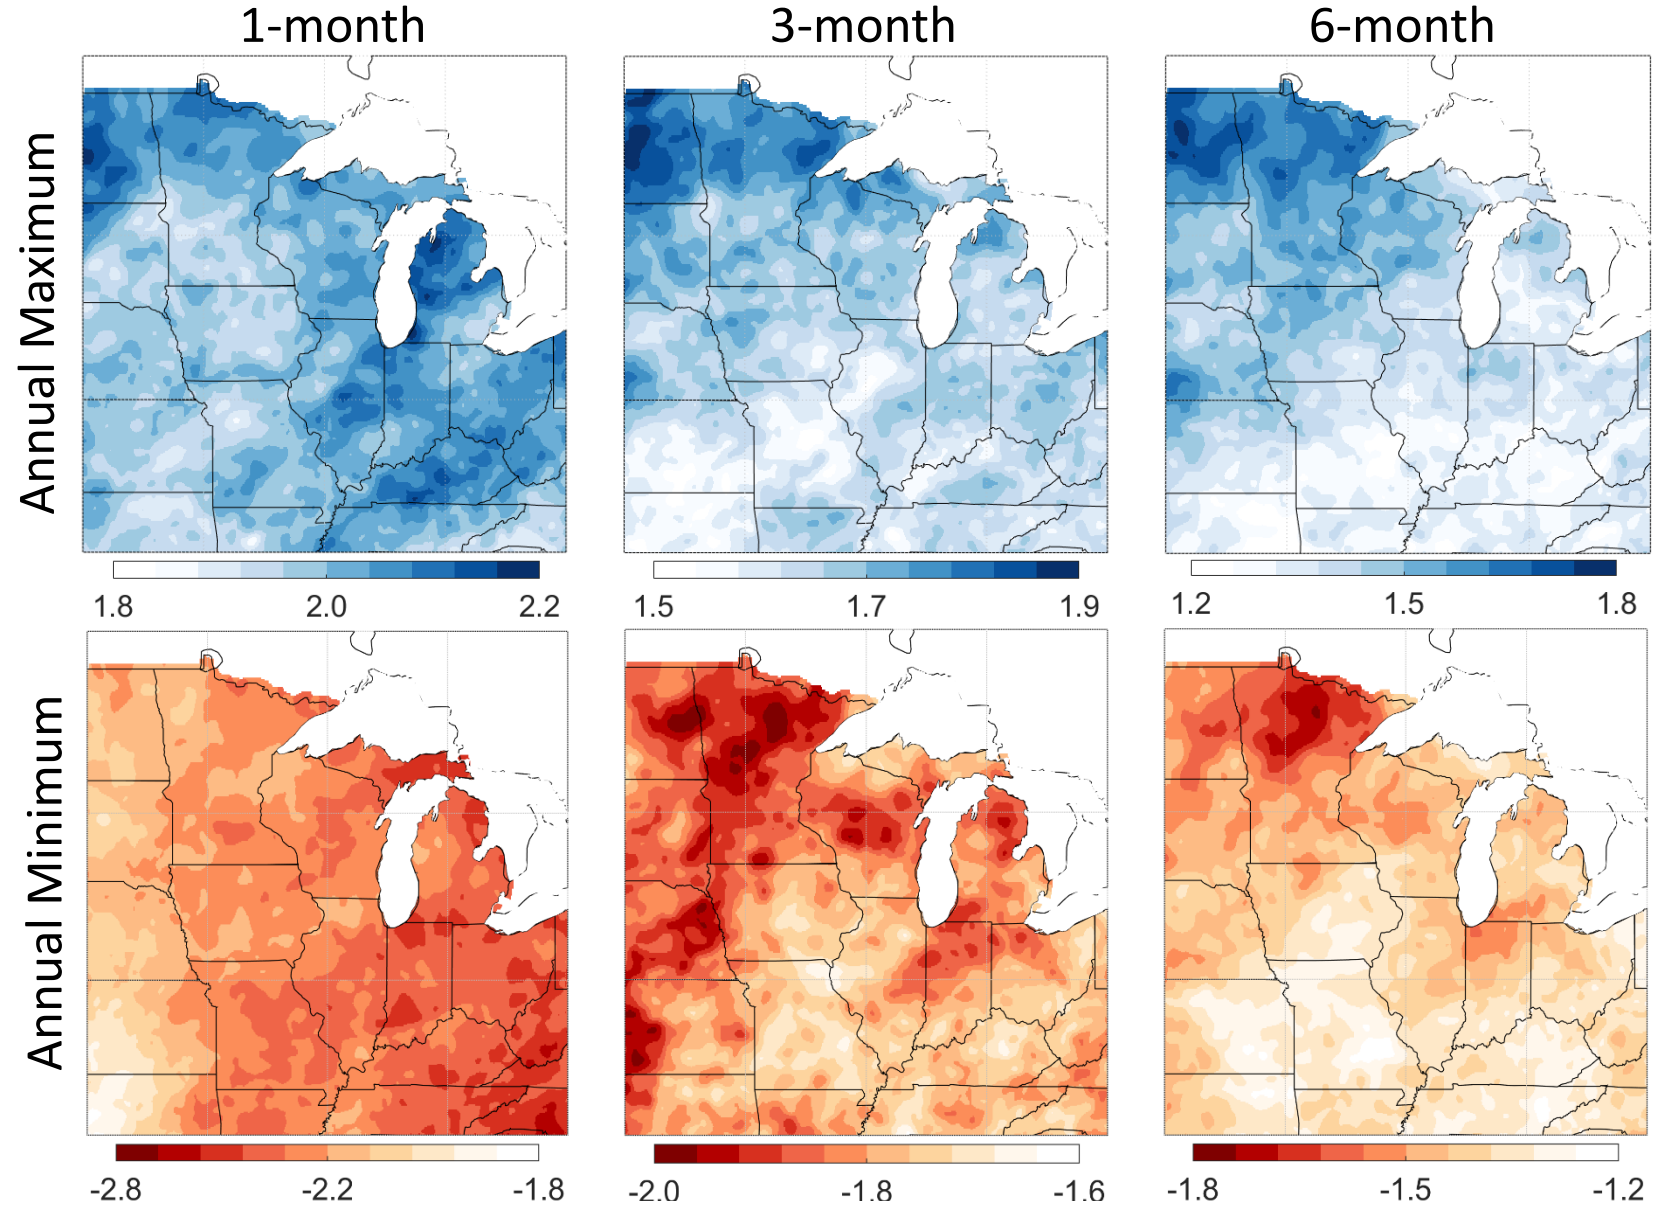 1-month 3-month 6-month
Annual Maximum
1.8 2.0 2.2 1.5 1.7 1.9 1.2 1.5 1.8
Annual Minimum
-2.8 -2.2 -1.8 -2.0 -1.8 -1.6 -1.8 -1.5 -1.2